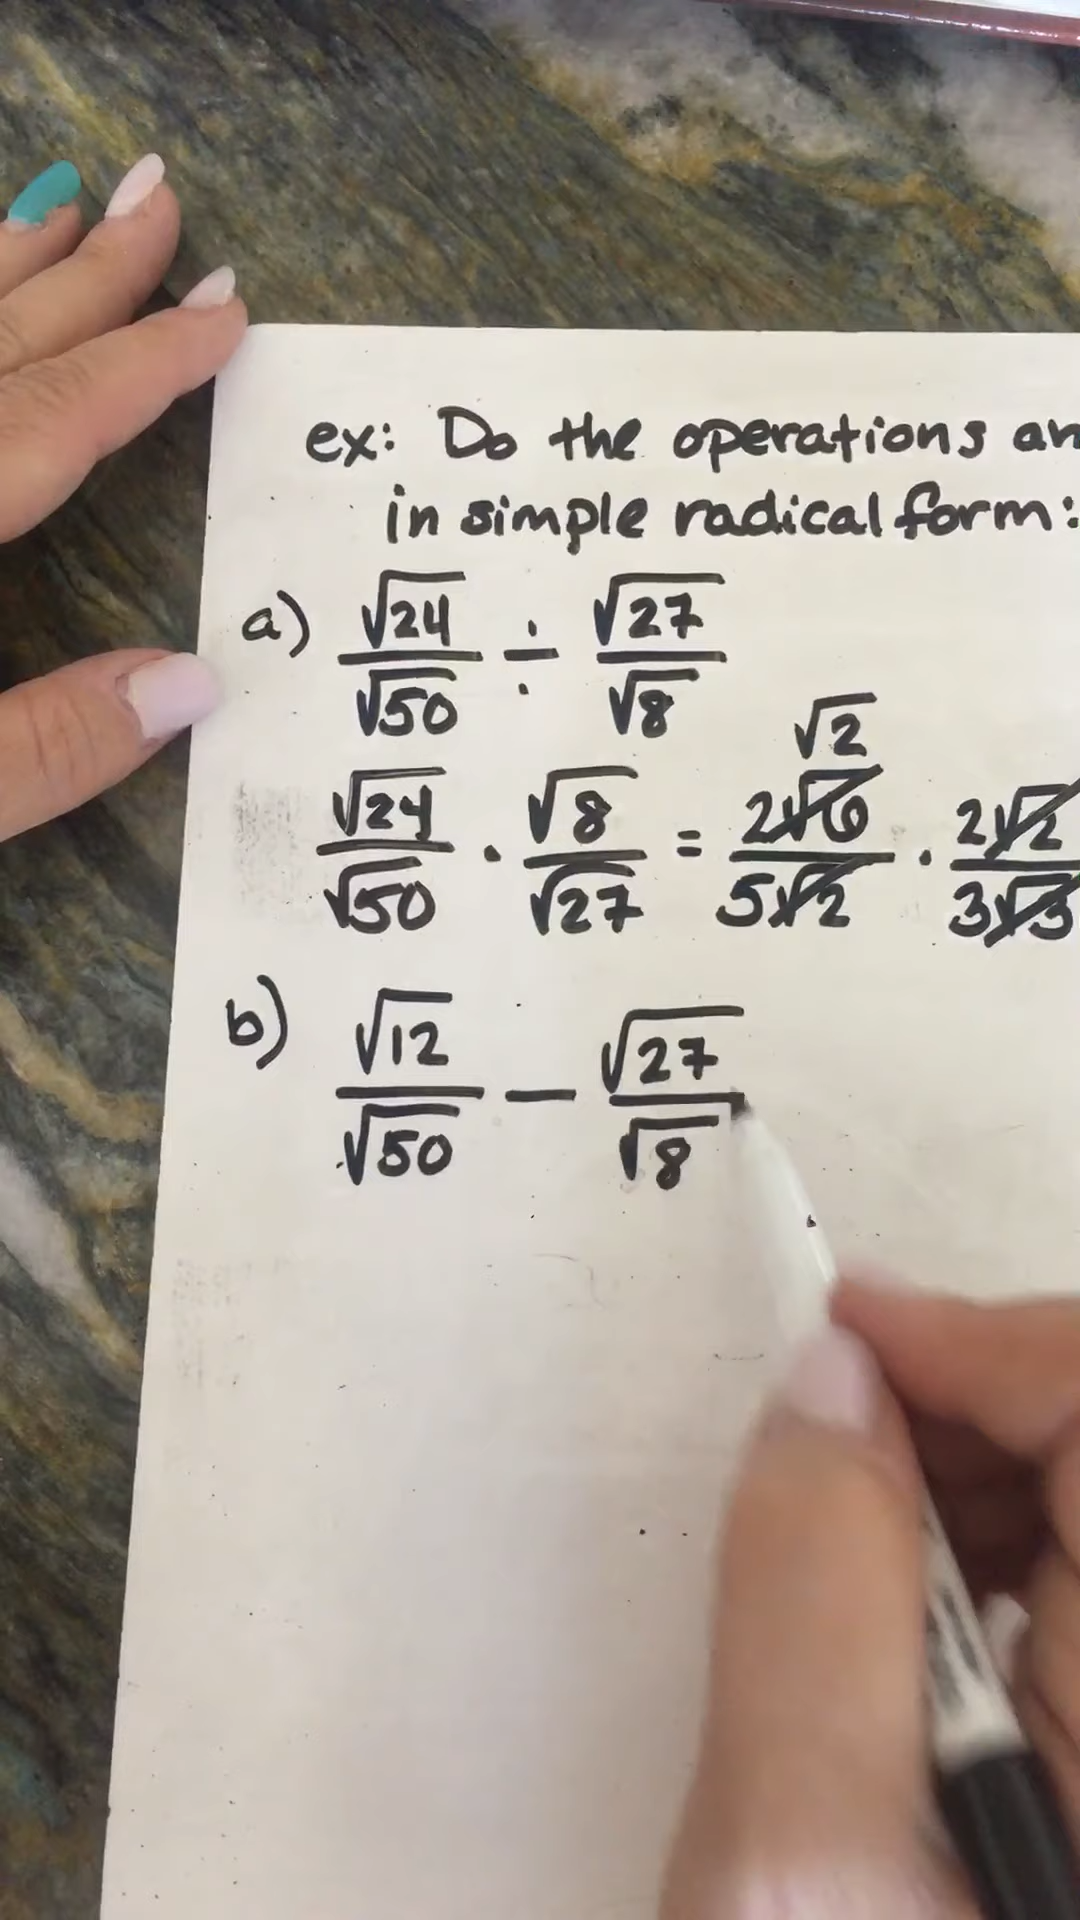 ex: Do the operations an
in simple radical form:
a) √24/√50 ÷ √27/√8
√2
√24/√50 · √8/√27 = 2√6/5√2 · 2√2/3√3
b) √12/√50 − √27/√8